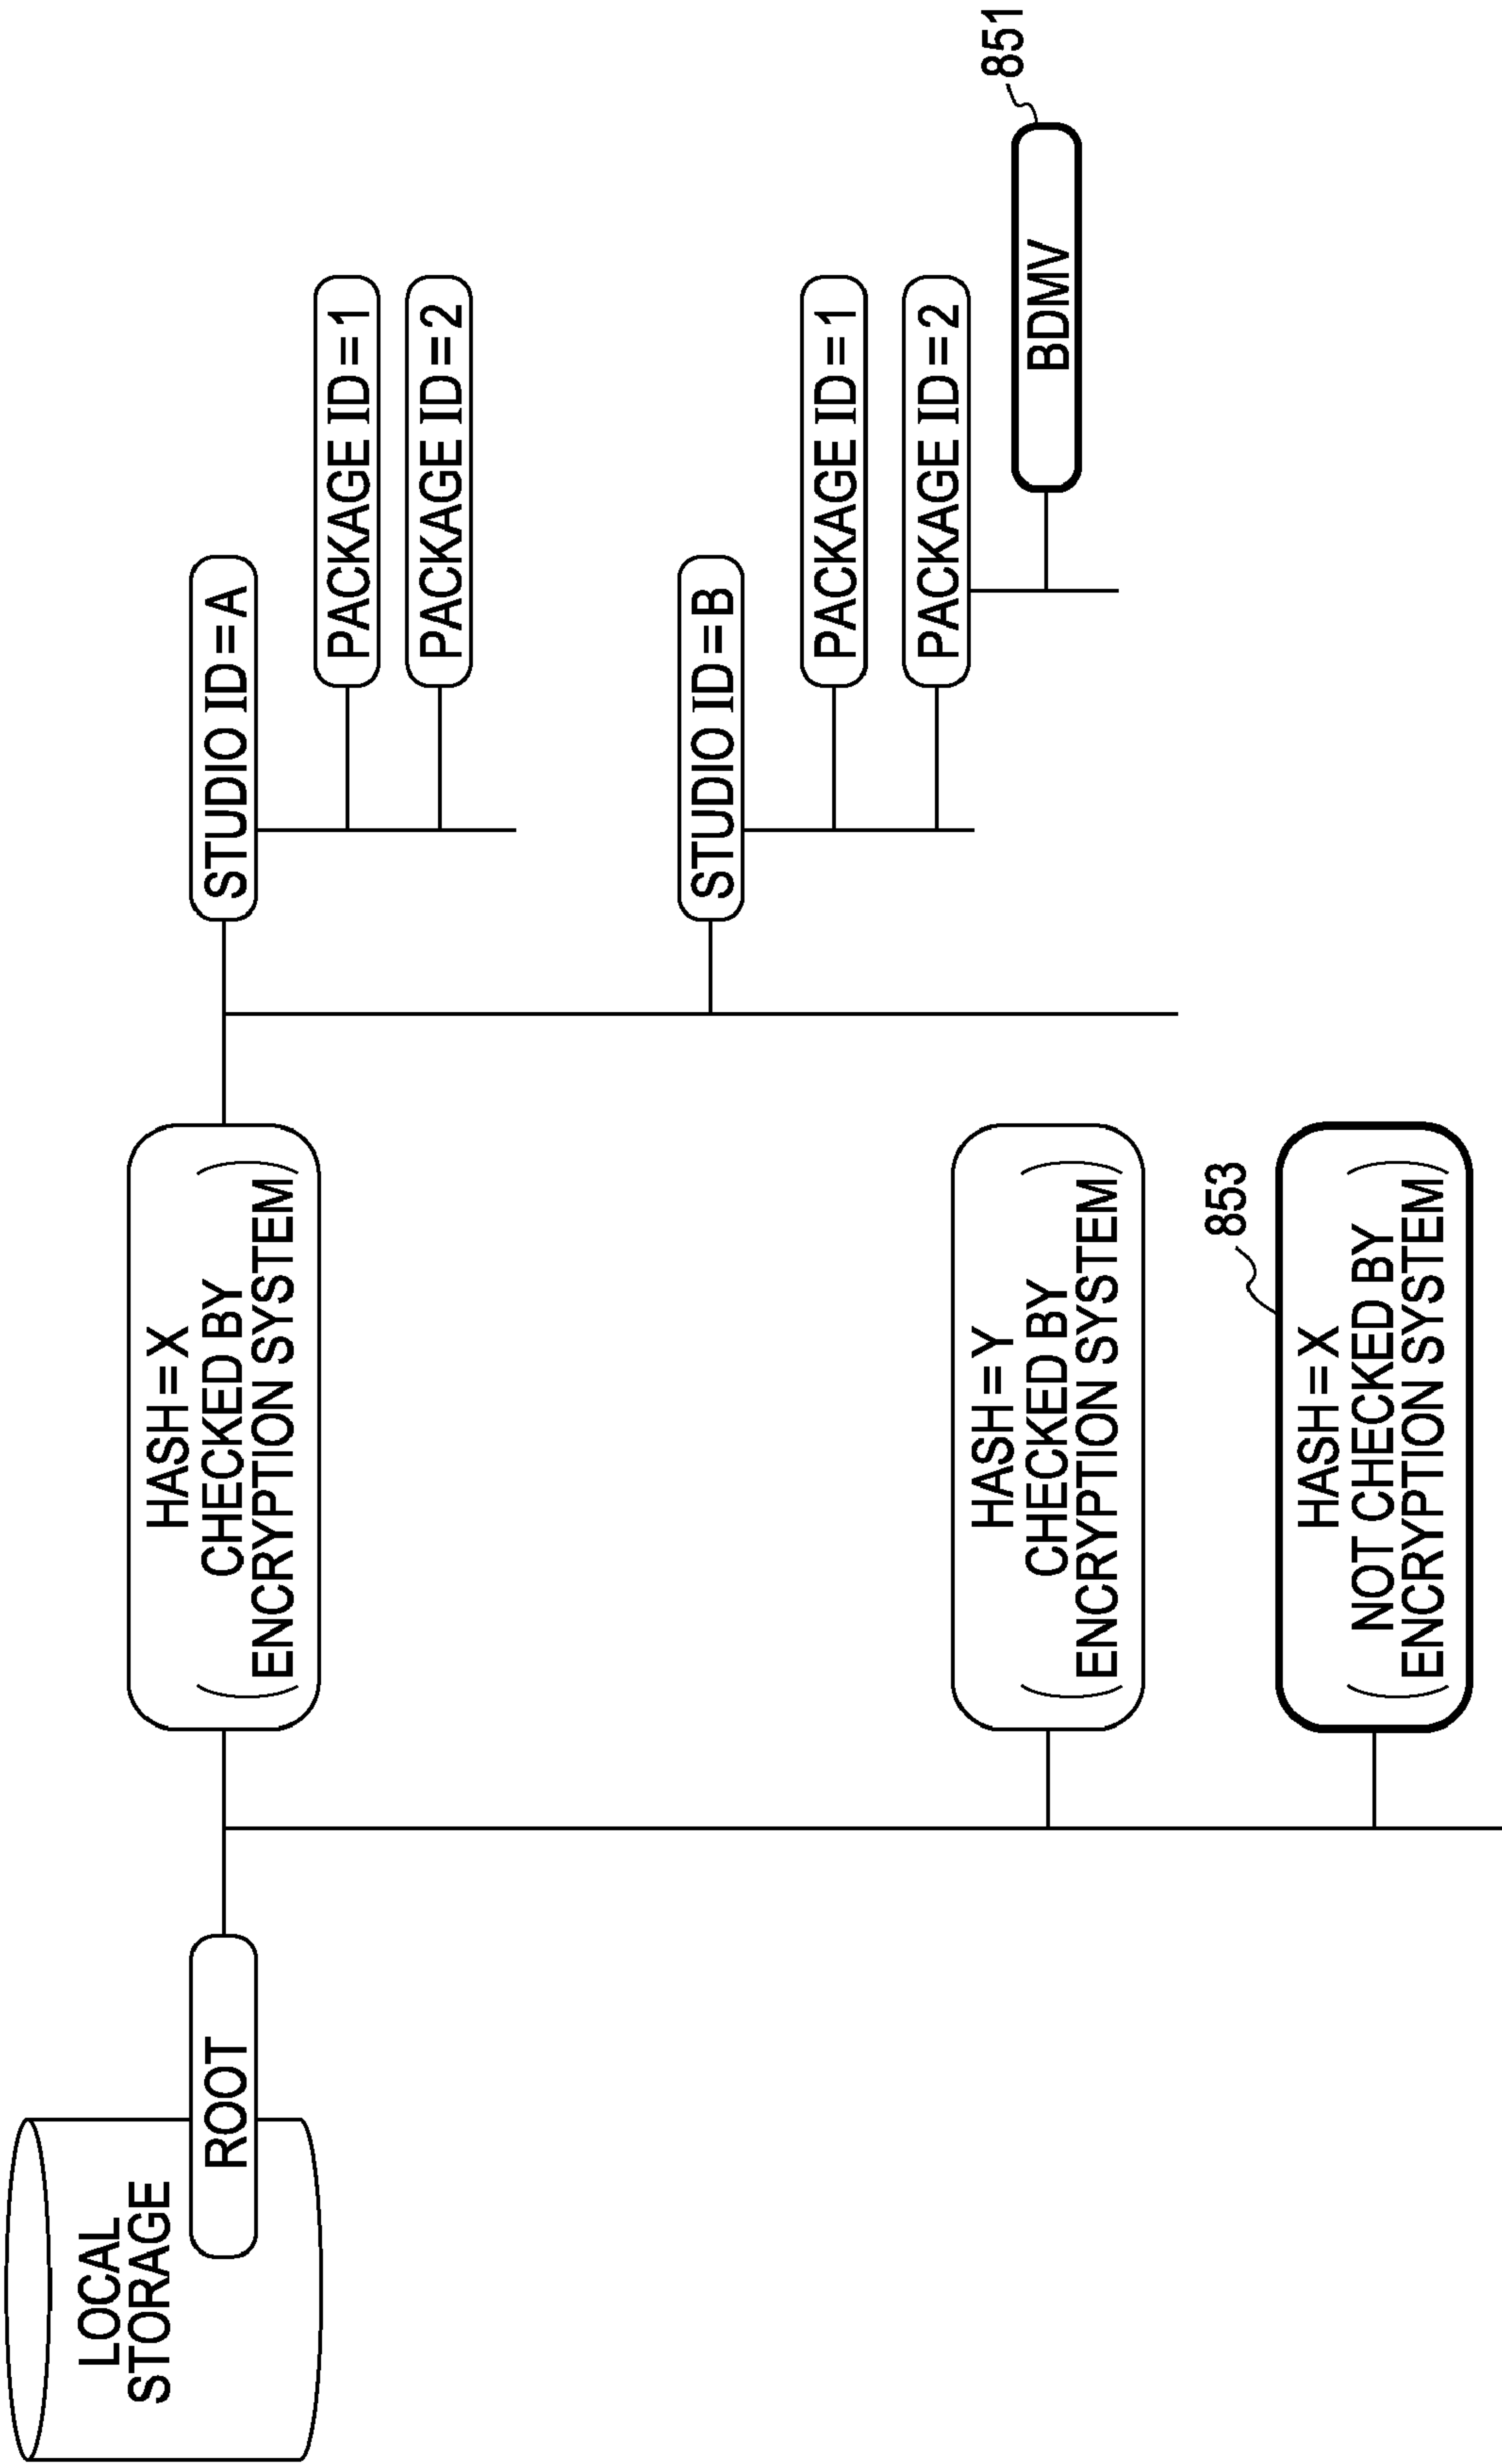 LOCAL
STORAGE
ROOT
HASH=X
CHECKED BY
ENCRYPTION SYSTEM
STUDIO ID=A
PACKAGE ID=1
PACKAGE ID=2
STUDIO ID=B
PACKAGE ID=1
PACKAGE ID=2
BDMV
851
HASH=Y
CHECKED BY
ENCRYPTION SYSTEM
853
HASH=X
NOT CHECKED BY
ENCRYPTION SYSTEM